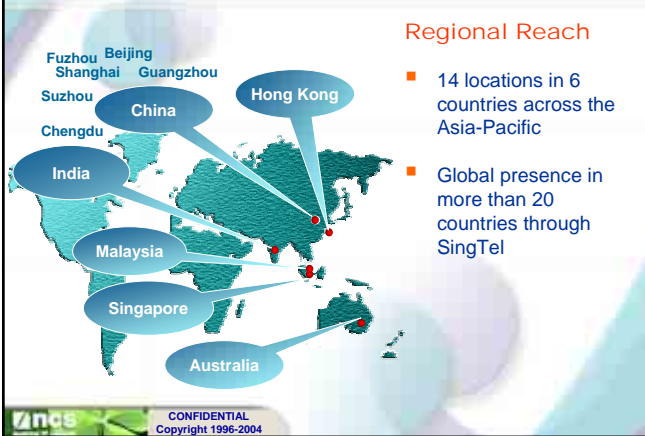 Regional Reach
Fuzhou Beijing
Shanghai Guangzhou
Suzhou
Chengdu
China
Hong Kong
India
Malaysia
Singapore
Australia
14 locations in 6
countries across the
Asia-Pacific
Global presence in
more than 20
countries through
SingTel
ncs
CONFIDENTIAL
Copyright 1996-2004